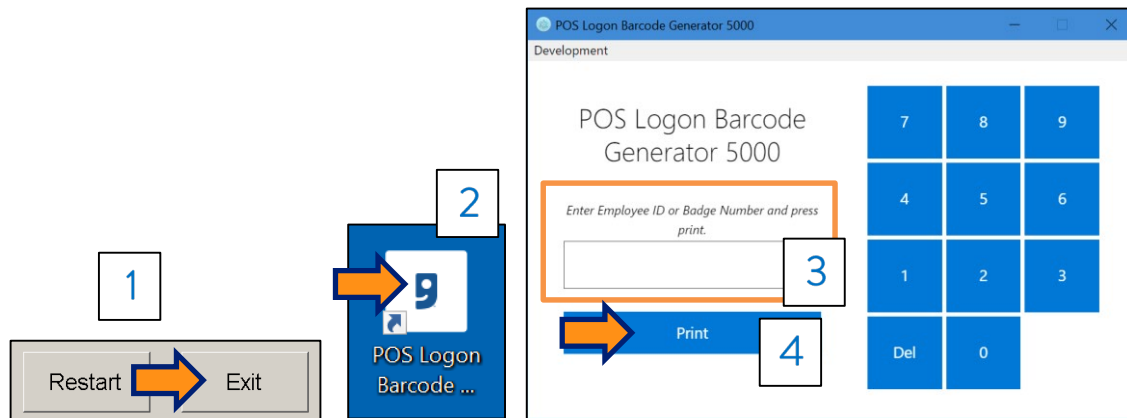 POS Logon Barcode Generator 5000
Development
POS Logon Barcode
Generator 5000
7 8 9
4 5 6
1 2 3
Del 0
Enter Employee ID or Badge Number and press
print.
3
Print
4
2
g
POS Logon
Barcode ...
1
Restart Exit